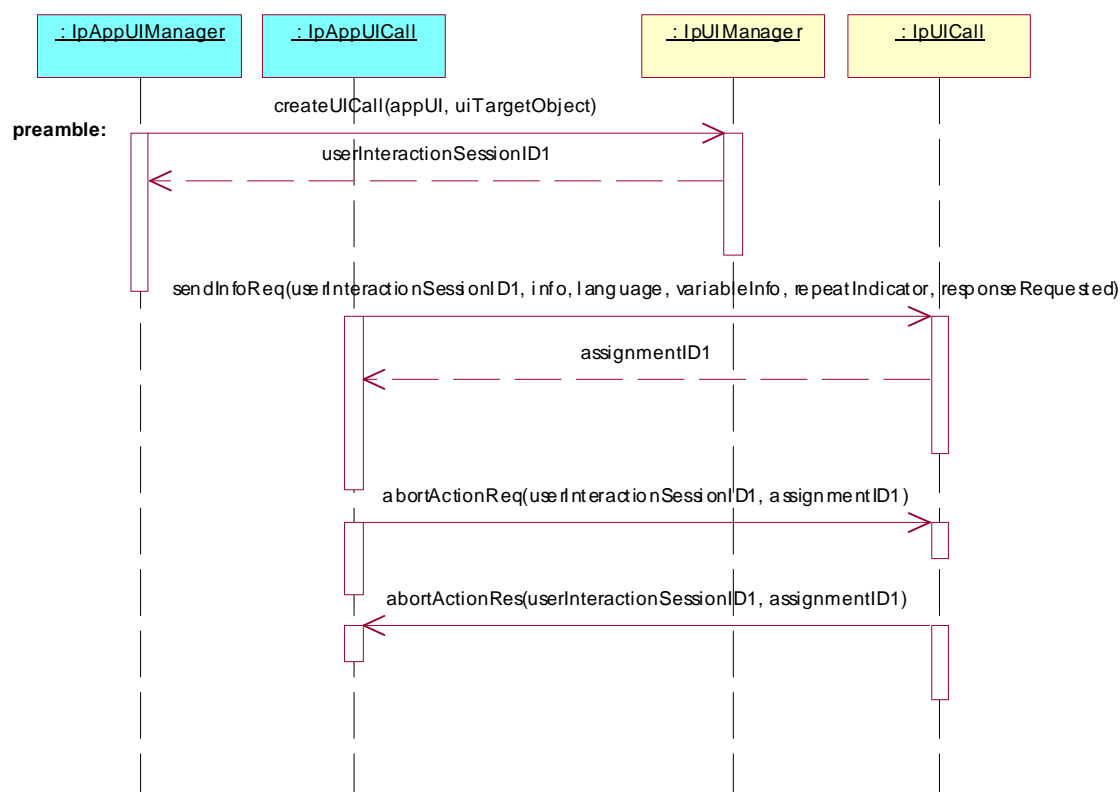 : IpAppUIManager
: IpAppUICall
: IpUIManager
: IpUICall
createUICall(appUI, uiTargetObject)
preamble:
userInteractionSessionID1
sendInfoReq(userInteractionSessionID1, info, language, variableInfo, repeatIndicator, responseRequested)
assignmentID1
abortActionReq(userInteractionSessionID1, assignmentID1)
abortActionRes(userInteractionSessionID1, assignmentID1)